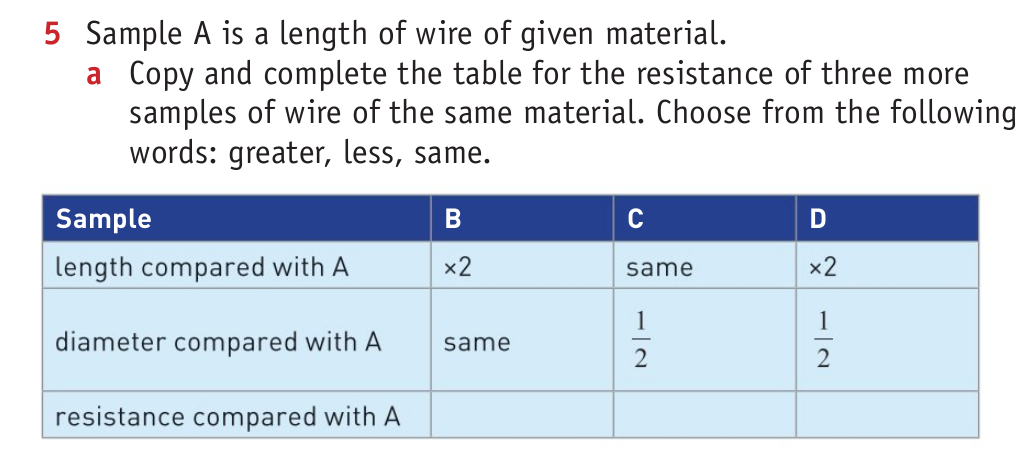 5 Sample A is a length of wire of given material.
a Copy and complete the table for the resistance of three more
samples of wire of the same material. Choose from the following
words: greater, less, same.
Sample B C D
length compared with A ×2 same ×2
diameter compared with A same 1/2 1/2
resistance compared with A